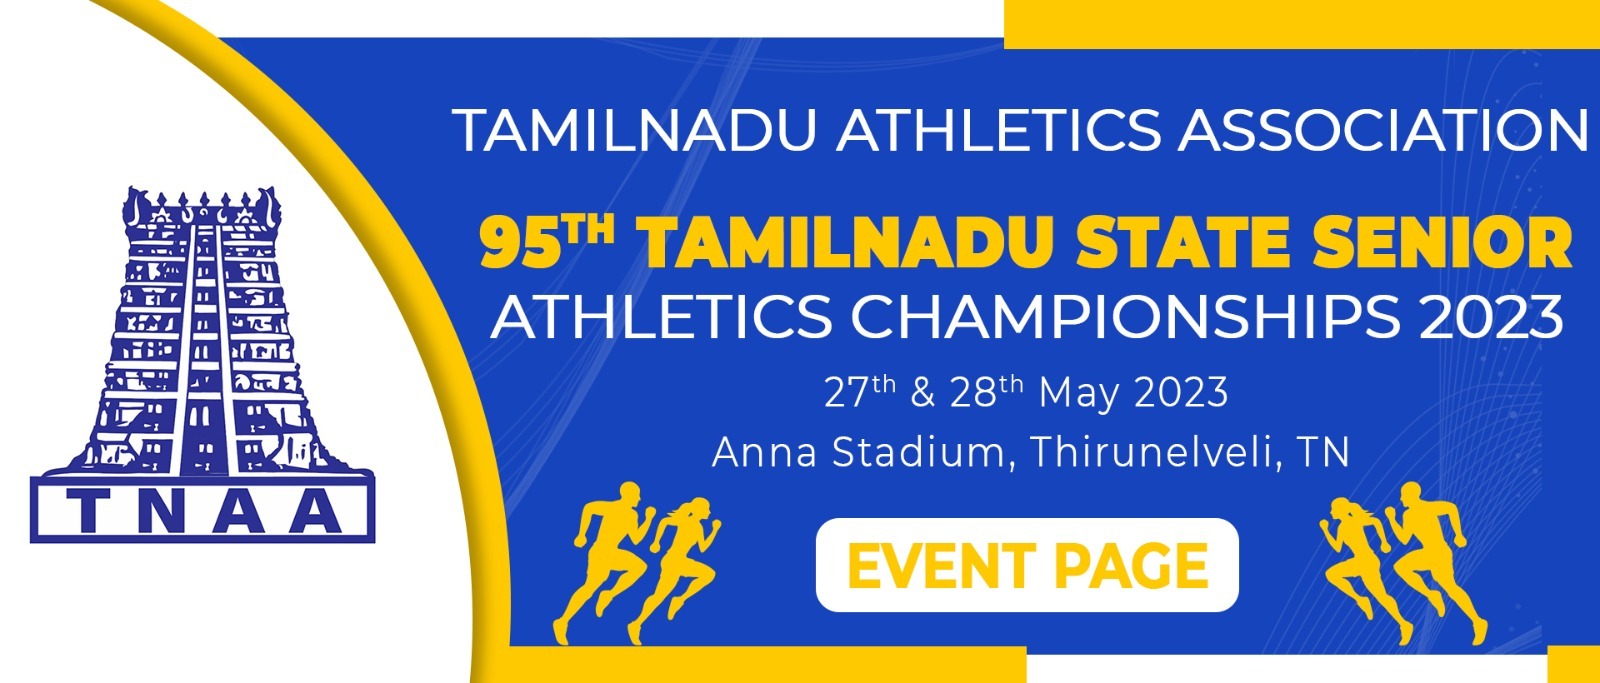 TAMILNADU ATHLETICS ASSOCIATION
95TH TAMILNADU STATE SENIOR
ATHLETICS CHAMPIONSHIPS 2023
27th & 28th May 2023
Anna Stadium, Thirunelveli, TN
EVENT PAGE
TNAA